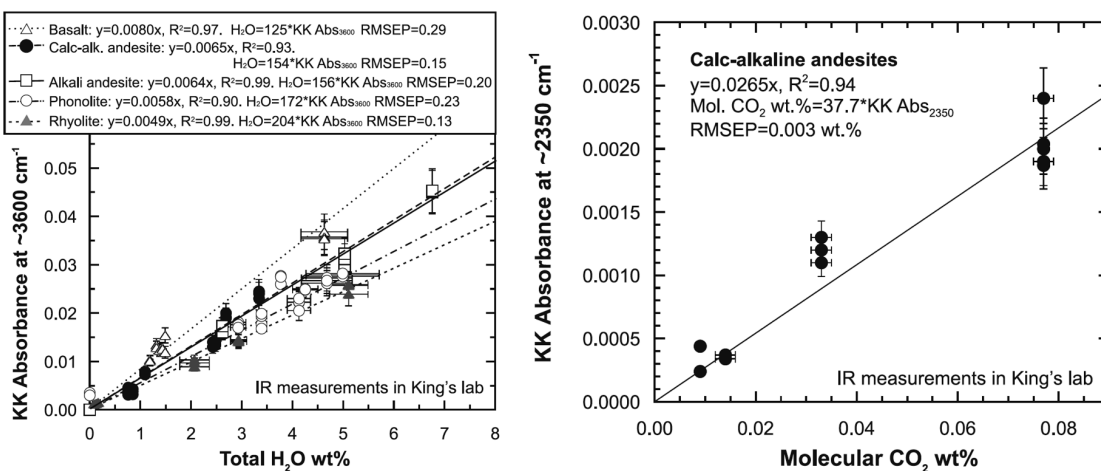 Basalt: y=0.0080x, R²=0.97. H₂O=125*KK Abs₃₆₀₀ RMSEP=0.29
Calc-alk. andesite: y=0.0065x, R²=0.93.
H₂O=154*KK Abs₃₆₀₀ RMSEP=0.15
Alkali andesite: y=0.0064x, R²=0.99. H₂O=156*KK Abs₃₆₀₀ RMSEP=0.20
Phonolite: y=0.0058x, R²=0.90. H₂O=172*KK Abs₃₆₀₀ RMSEP=0.23
Rhyolite: y=0.0049x, R²=0.99. H₂O=204*KK Abs₃₆₀₀ RMSEP=0.13
KK Absorbance at ~3600 cm⁻¹
0.05
0.04
0.03
0.02
0.01
0.00
IR measurements in King's lab
0 1 2 3 4 5 6 7 8
Total H₂O wt%
KK Absorbance at ~2350 cm⁻¹
0.0030
0.0025
0.0020
0.0015
0.0010
0.0005
0.0000
Calc-alkaline andesites
y=0.0265x, R²=0.94
Mol. CO₂ wt.%=37.7*KK Abs₂₃₅₀
RMSEP=0.003 wt.%
IR measurements in King's lab
0.00 0.02 0.04 0.06 0.08
Molecular CO₂ wt%